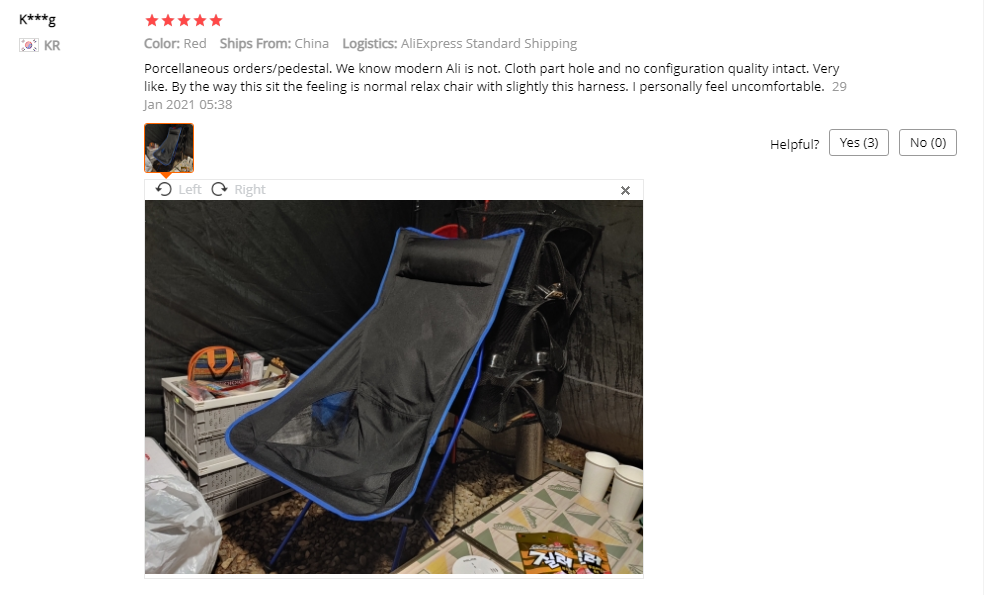 K***g
KR
Color: Red Ships From: China Logistics: AliExpress Standard Shipping
Porcellaneous orders/pedestal. We know modern Ali is not. Cloth part hole and no configuration quality intact. Very
like. By the way this sit the feeling is normal relax chair with slightly this harness. I personally feel uncomfortable. 29
Jan 2021 05:38
Helpful? Yes (3) No (0)
Left Right
질러